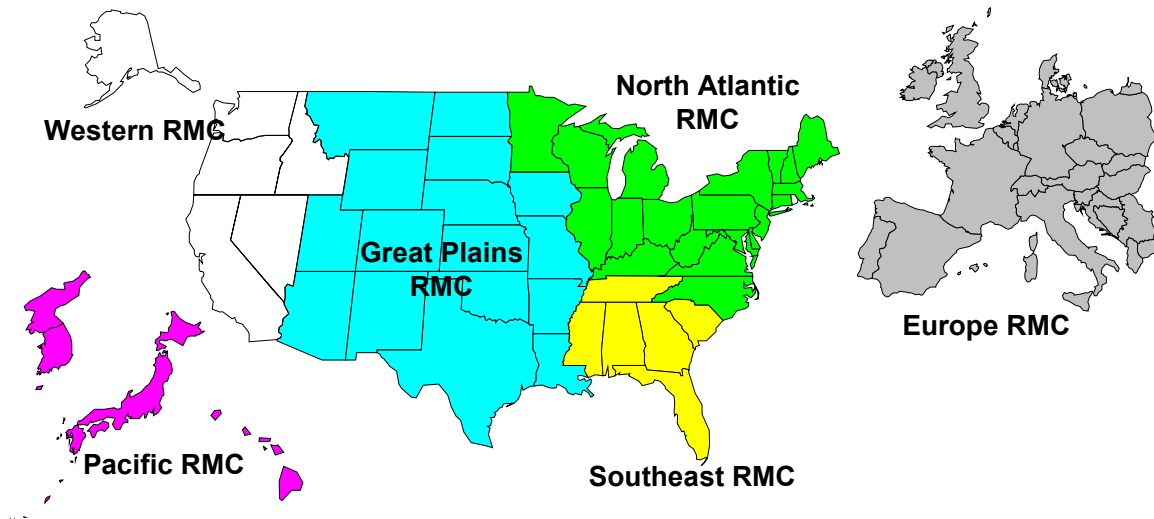 North Atlantic
RMC
Western RMC
Great Plains
RMC
Europe RMC
Pacific RMC
Southeast RMC